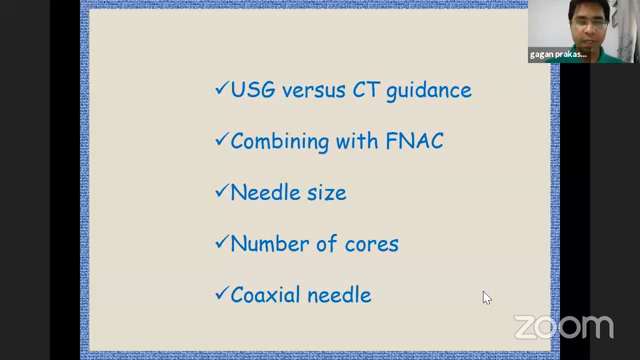 gagan prakas...
✓USG versus CT guidance
✓Combining with FNAC
✓Needle size
✓Number of cores
✓Coaxial needle
zoom